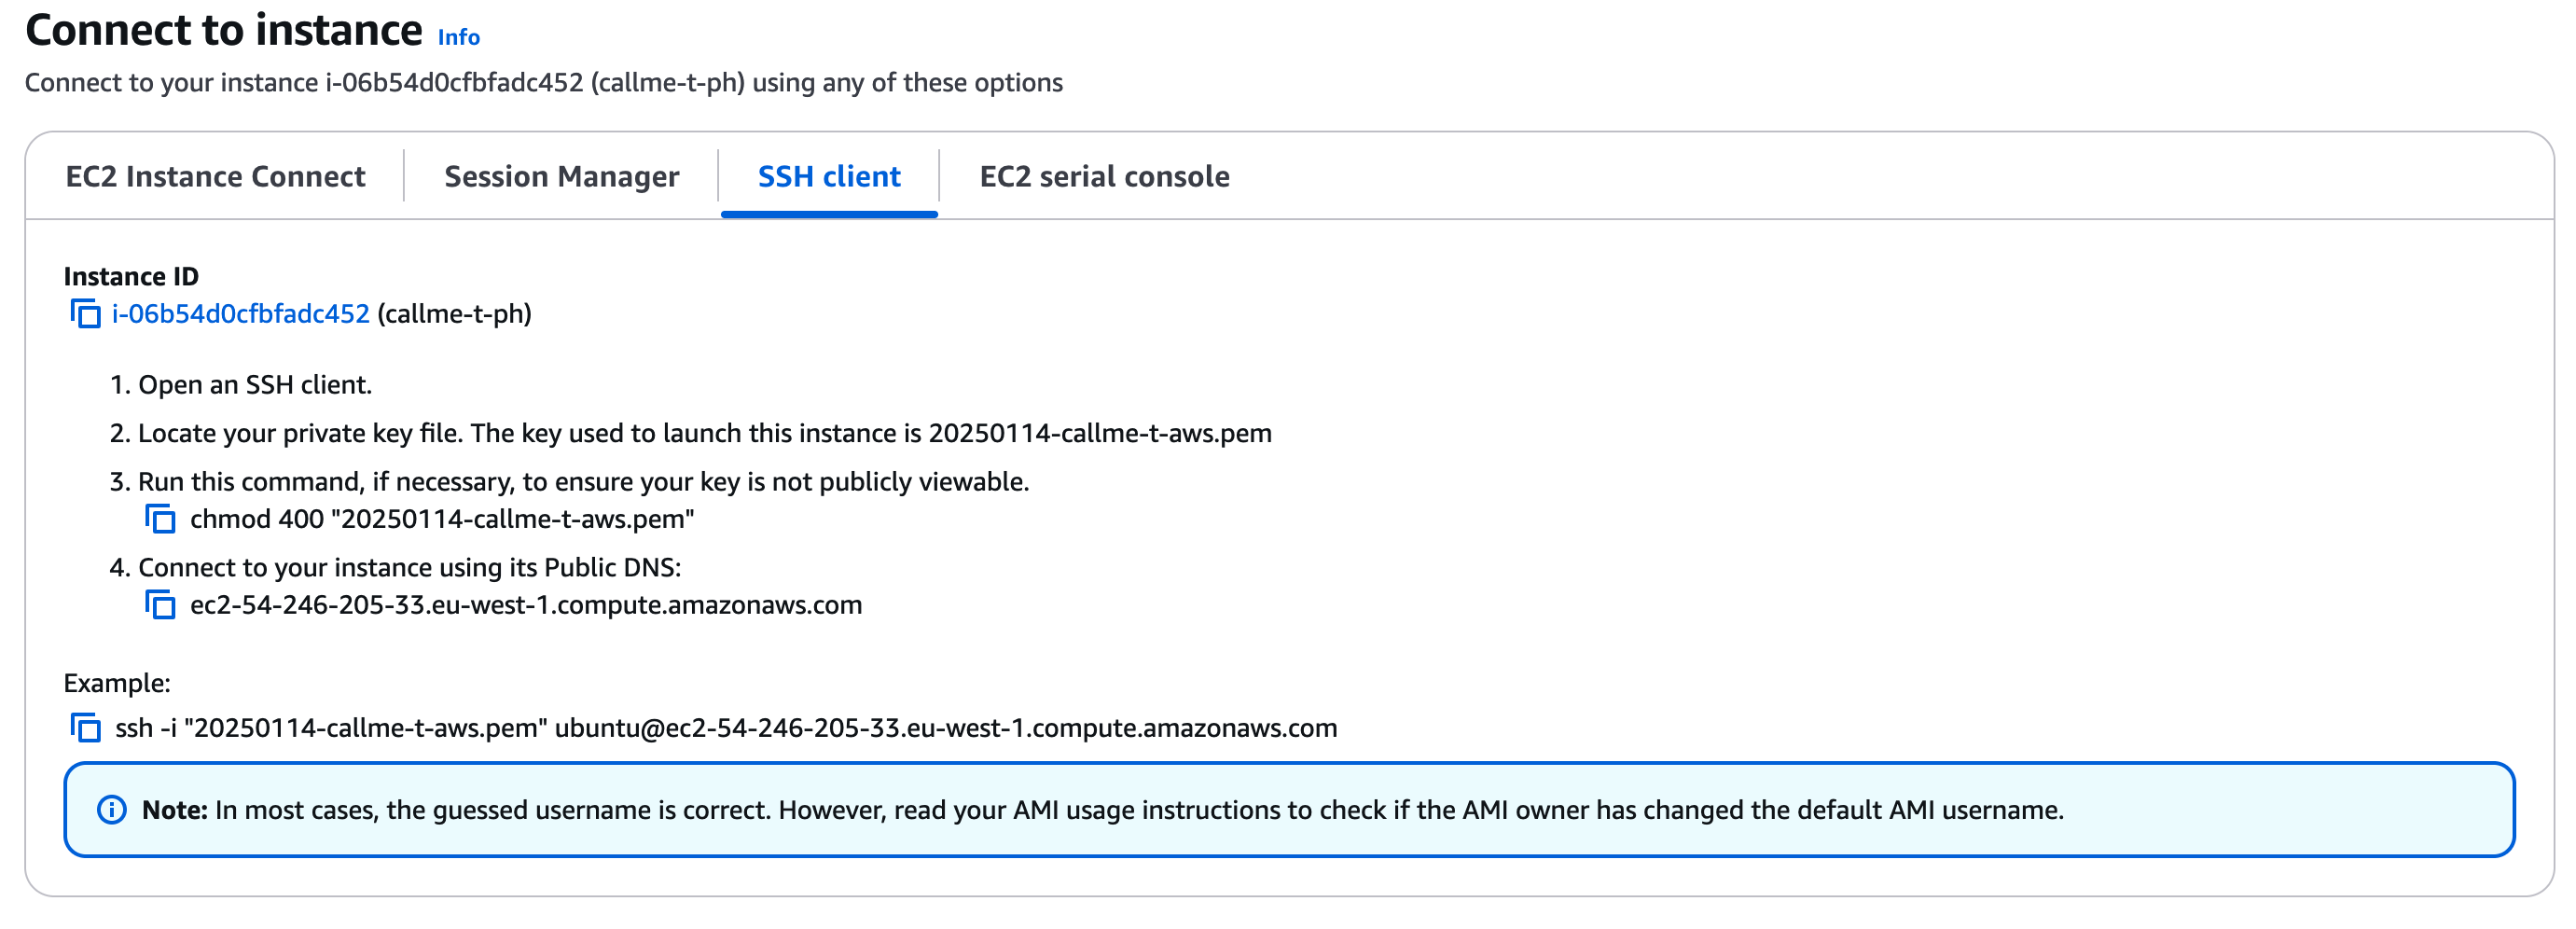 Connect to instance Info
Connect to your instance i-06b54d0cfbfadc452 (callme-t-ph) using any of these options
EC2 Instance Connect Session Manager SSH client EC2 serial console
Instance ID
i-06b54d0cfbfadc452 (callme-t-ph)
1. Open an SSH client.
2. Locate your private key file. The key used to launch this instance is 20250114-callme-t-aws.pem
3. Run this command, if necessary, to ensure your key is not publicly viewable.
chmod 400 "20250114-callme-t-aws.pem"
4. Connect to your instance using its Public DNS:
ec2-54-246-205-33.eu-west-1.compute.amazonaws.com
Example:
ssh -i "20250114-callme-t-aws.pem" ubuntu@ec2-54-246-205-33.eu-west-1.compute.amazonaws.com
Note: In most cases, the guessed username is correct. However, read your AMI usage instructions to check if the AMI owner has changed the default AMI username.